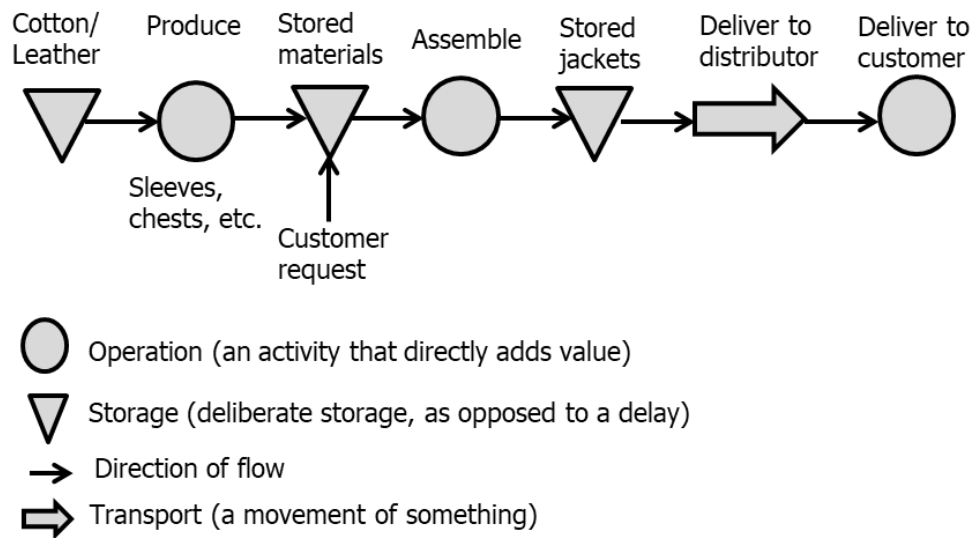 Cotton/
Leather
Produce
Stored
materials
Assemble
Stored
jackets
Deliver to
distributor
Deliver to
customer
Sleeves,
chests, etc.
Customer
request
Operation (an activity that directly adds value)
Storage (deliberate storage, as opposed to a delay)
Direction of flow
Transport (a movement of something)